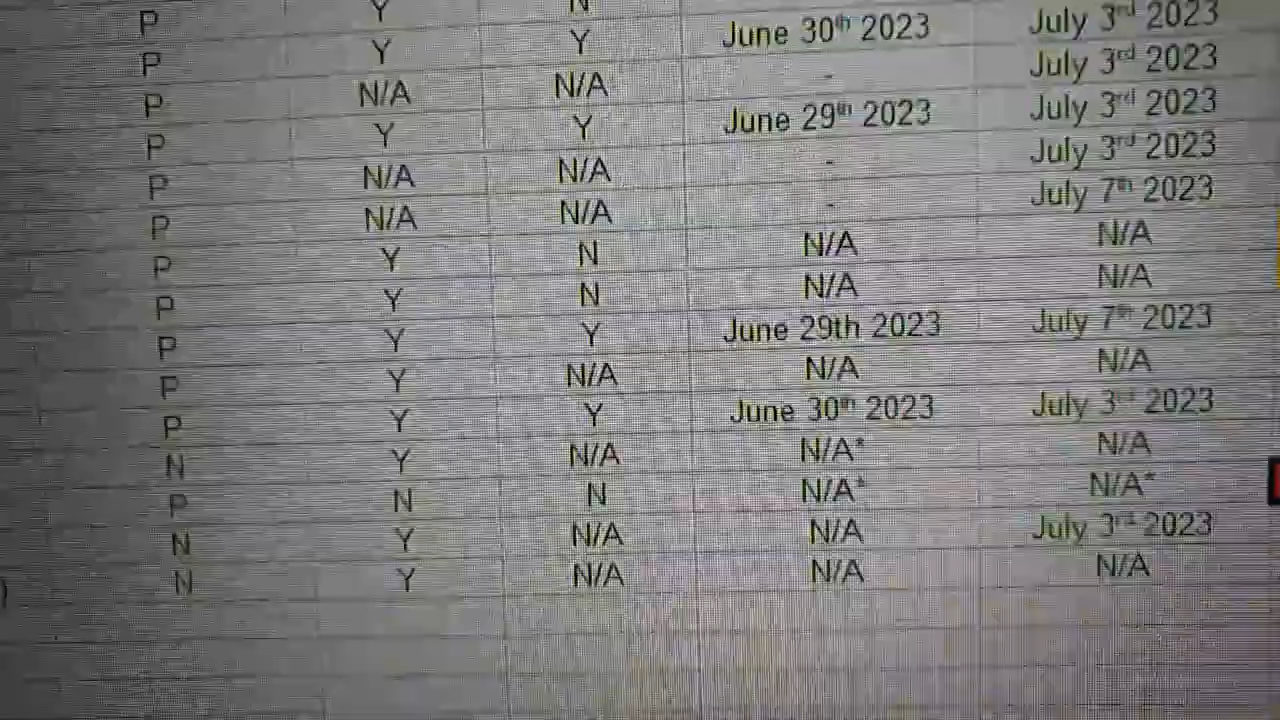 P Y N
P Y Y June 30th 2023 July 3rd 2023
P N/A N/A - July 3rd 2023
P Y Y June 29th 2023 July 3rd 2023
P N/A N/A - July 3rd 2023
P N/A N/A - July 7th 2023
P Y N N/A N/A
P Y N N/A N/A
P Y Y June 29th 2023 July 7th 2023
P Y N/A N/A N/A
P Y Y June 30th 2023 July 3rd 2023
N Y N/A N/A* N/A
P N N N/A* N/A*
N Y N/A N/A July 3rd 2023
) N Y N/A N/A N/A